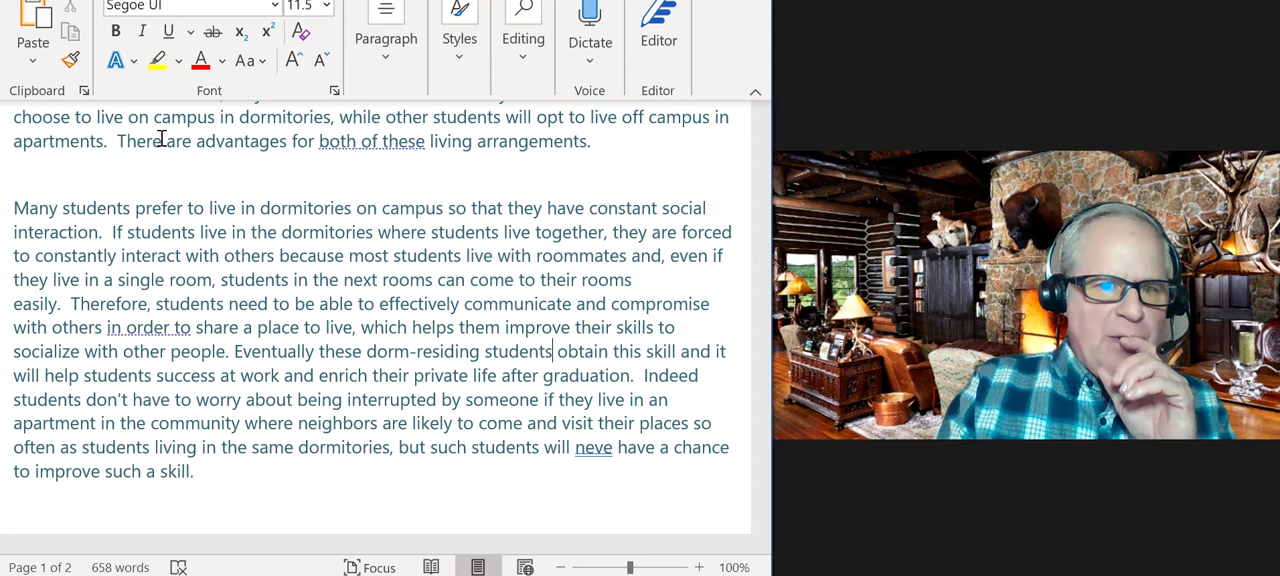 Segoe UI
11.5
Paste
B I U ab x₂ x²
A A Aa A A
Paragraph
Styles
Editing
Dictate
Editor
Clipboard
Font
Voice
Editor
choose to live on campus in dormitories, while other students will opt to live off campus in
apartments. There are advantages for both of these living arrangements.
Many students prefer to live in dormitories on campus so that they have constant social
interaction. If students live in the dormitories where students live together, they are forced
to constantly interact with others because most students live with roommates and, even if
they live in a single room, students in the next rooms can come to their rooms
easily. Therefore, students need to be able to effectively communicate and compromise
with others in order to share a place to live, which helps them improve their skills to
socialize with other people. Eventually these dorm-residing students obtain this skill and it
will help students success at work and enrich their private life after graduation. Indeed
students don't have to worry about being interrupted by someone if they live in an
apartment in the community where neighbors are likely to come and visit their places so
often as students living in the same dormitories, but such students will neve have a chance
to improve such a skill.
Page 1 of 2 658 words Focus 100%